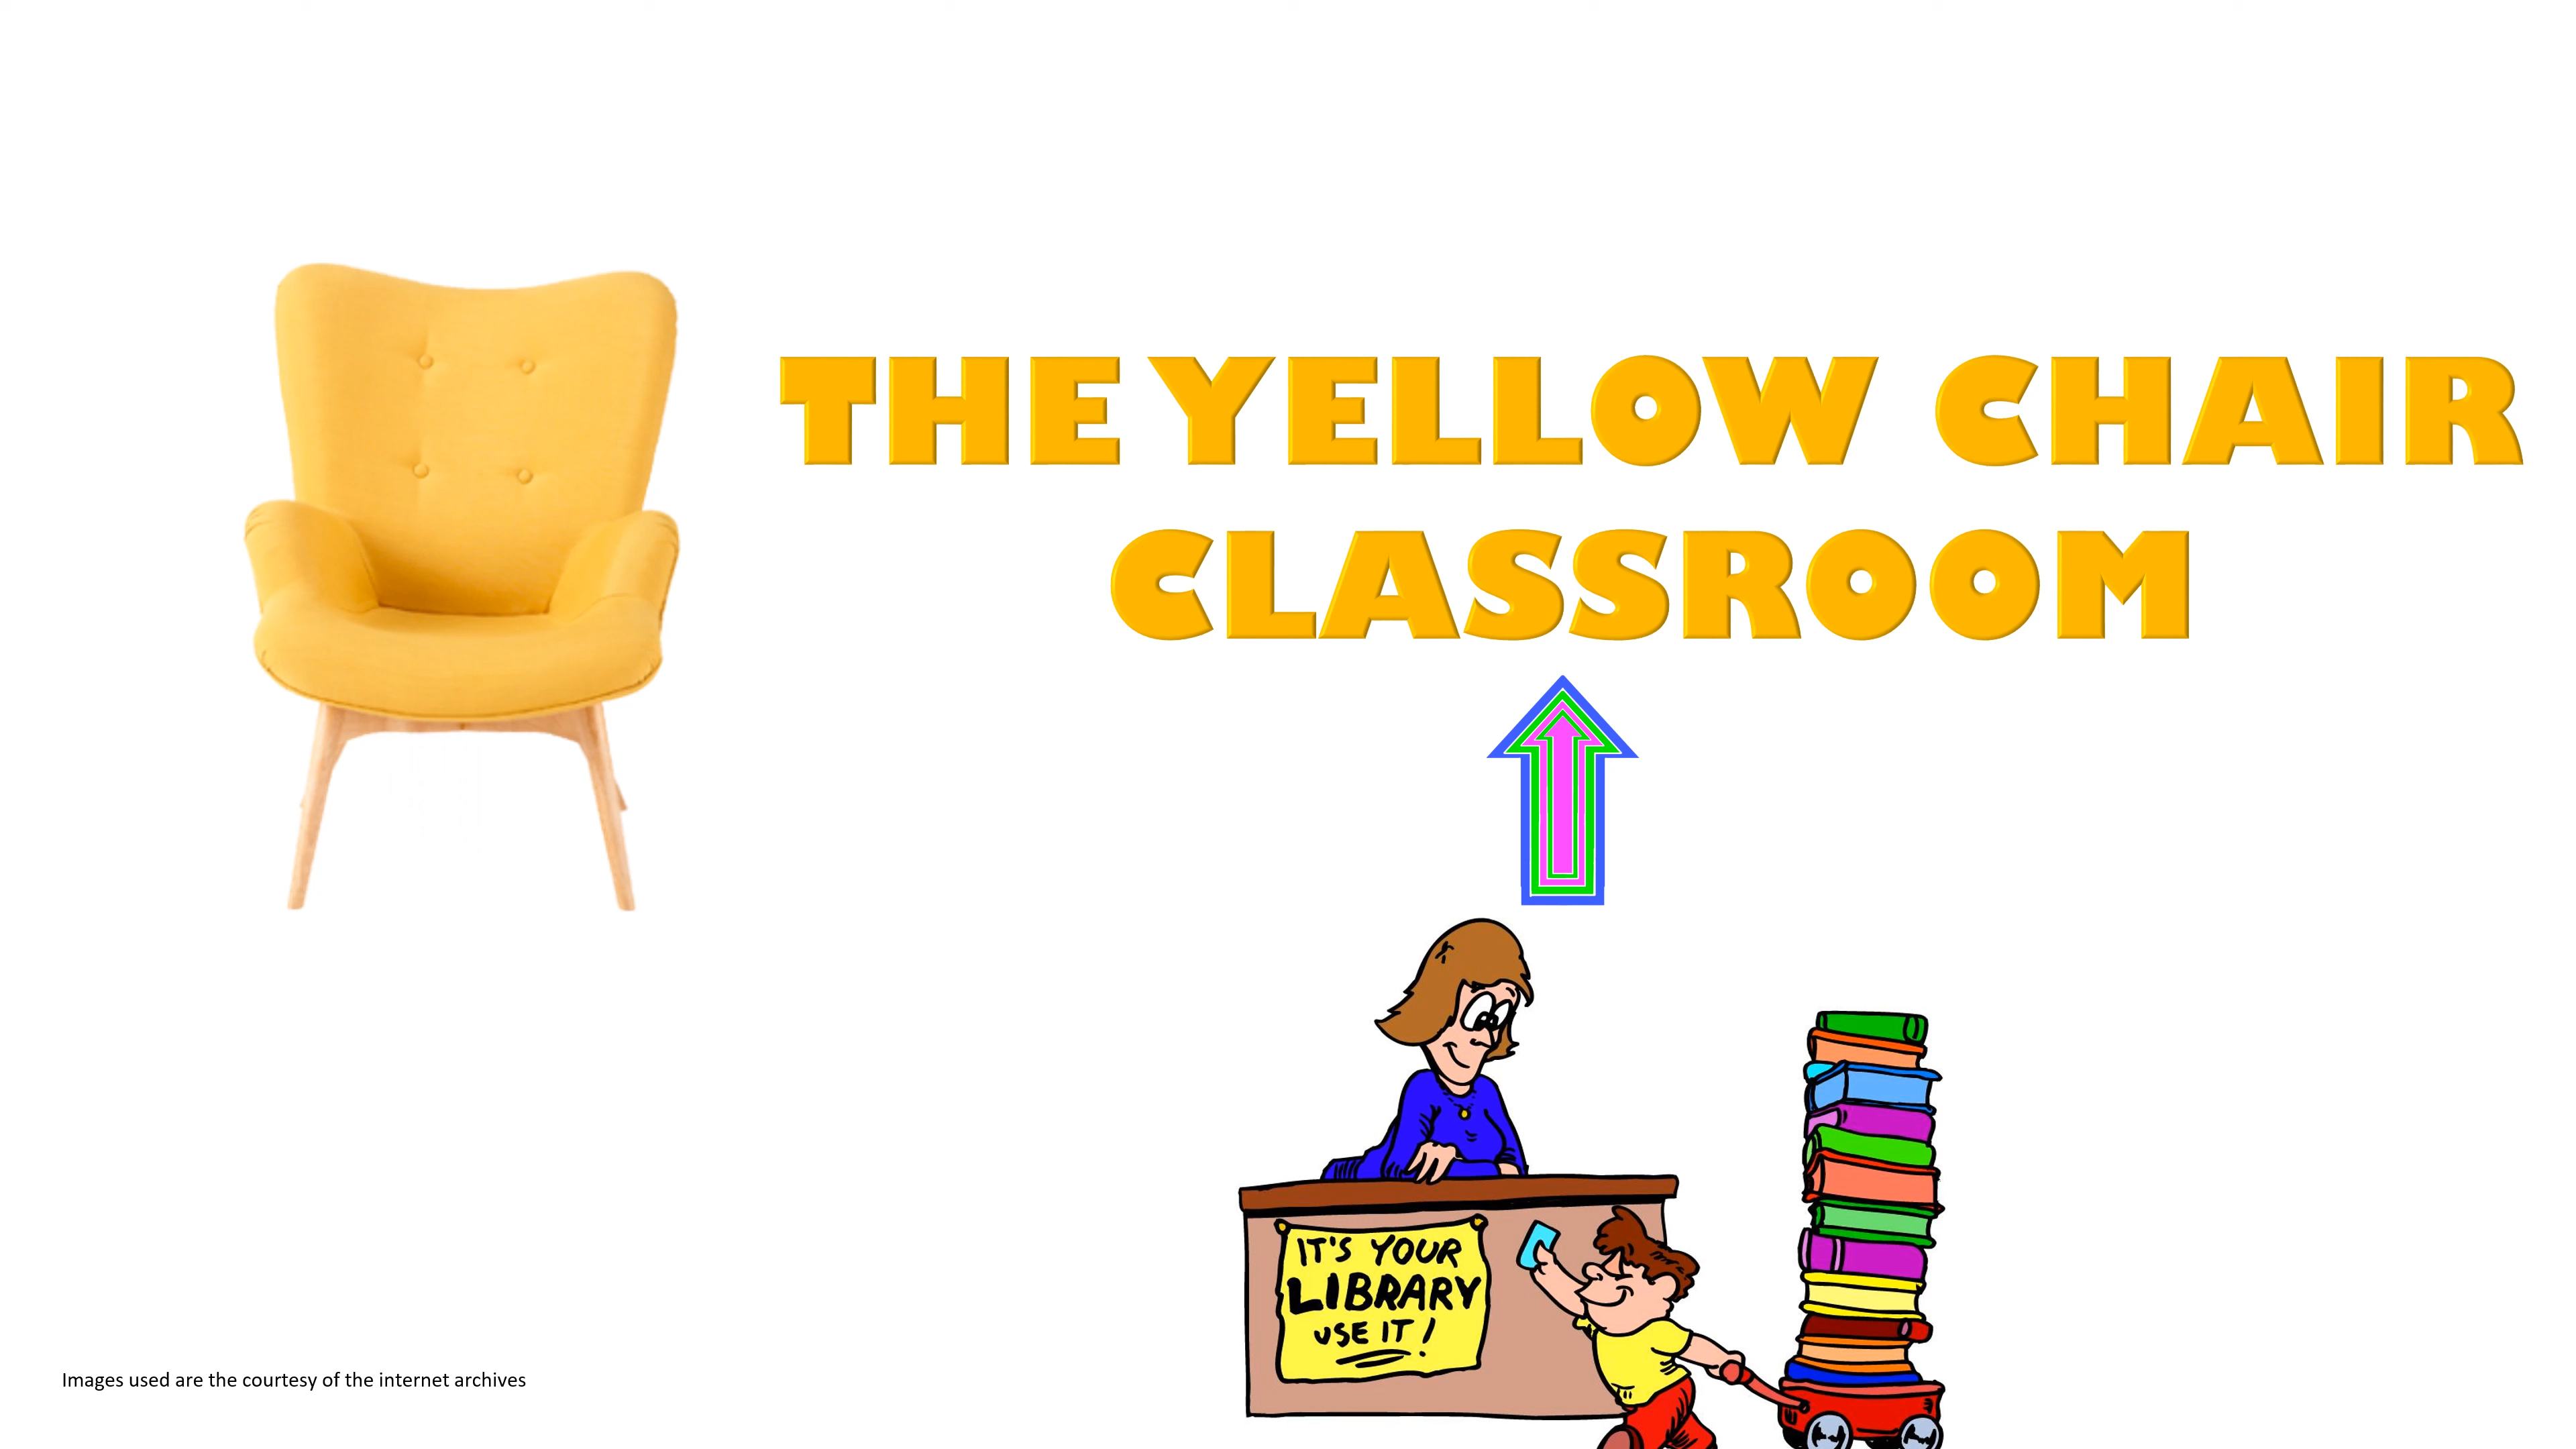 THE YELLOW CHAIR
CLASSROOM
IT'S YOUR
LIBRARY
USE IT!
Images used are the courtesy of the internet archives